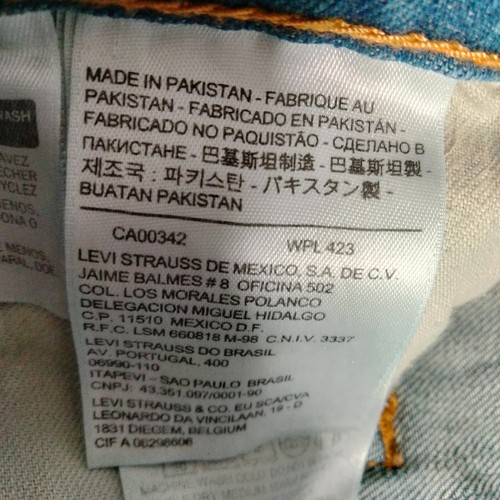 MADE IN PAKISTAN - FABRIQUE AU
PAKISTAN - FABRICADO EN PAKISTÁN -
FABRICADO NO PAQUISTÃO - СДЕЛАНО В
ПАКИСТАНЕ - 巴基斯坦制造 - 巴基斯坦製 -
제조국 : 파키스탄 - パキスタン製 -
BUATAN PAKISTAN
CA00342 WPL 423
LEVI STRAUSS DE MEXICO, S.A. DE C.V.
JAIME BALMES # 8 OFICINA 502
COL. LOS MORALES POLANCO
DELEGACION MIGUEL HIDALGO
C.P. 11510 MEXICO D.F.
R.F.C. LSM 660818 M-98 C.N.I.V. 3337
LEVI STRAUSS DO BRASIL
AV. PORTUGAL, 400
06990-110
ITAPEVI - SAO PAULO BRASIL
CNPJ: 43.351.097/0001-90
LEVI STRAUSS & CO. EU SCA/CVA
LEONARDO DA VINCILAAN, 19 - D
1831 DIEGEM, BELGIUM
CIF A 08298606
WASH